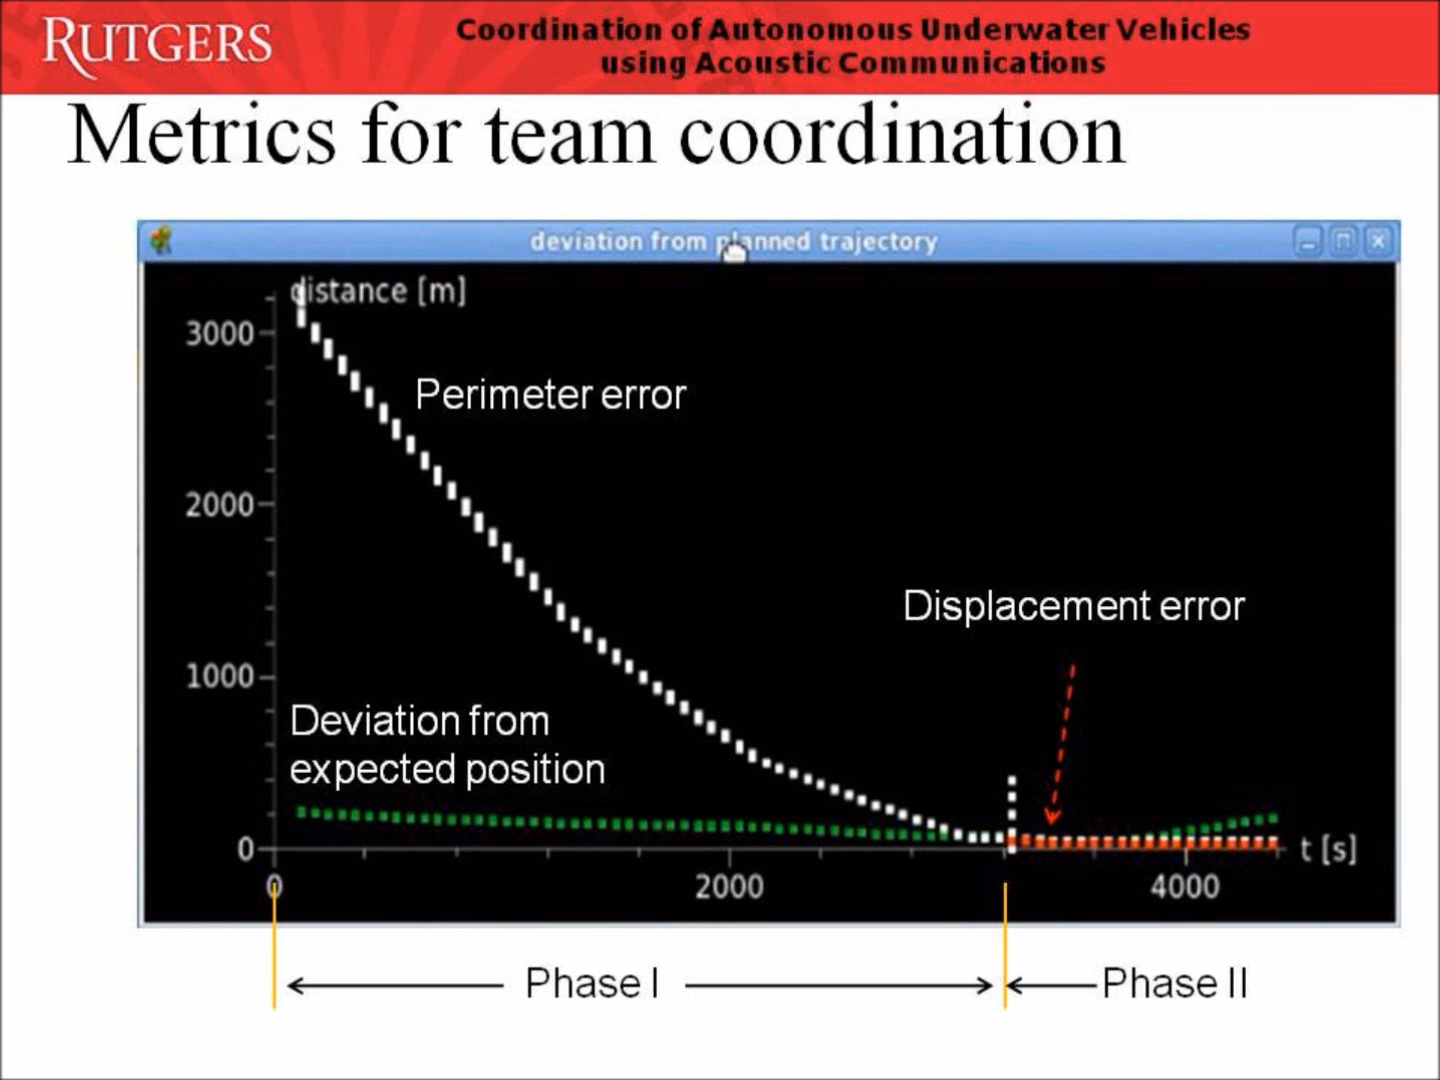 RUTGERS
Coordination of Autonomous Underwater Vehicles
using Acoustic Communications
Metrics for team coordination
deviation from planned trajectory
distance [m]
3000
Perimeter error
2000
Displacement error
1000
Deviation from
expected position
0
t [s]
0
2000
4000
Phase I
Phase II